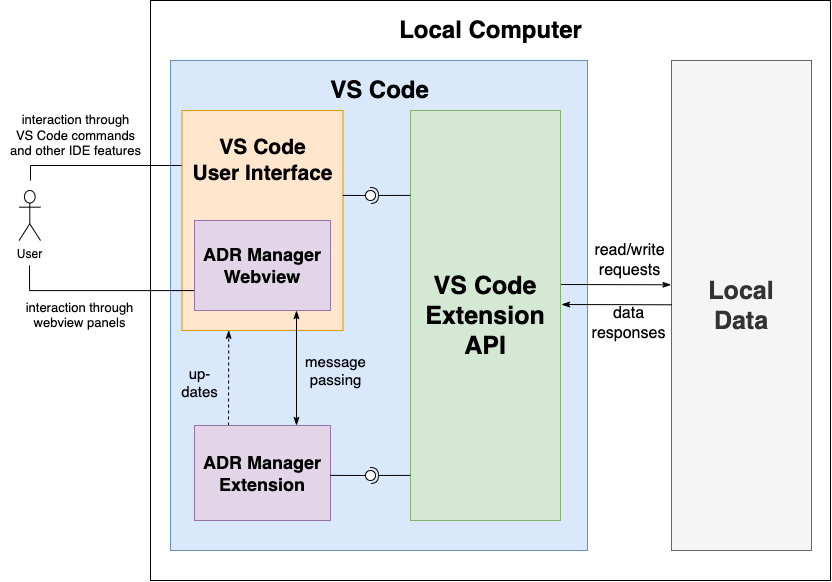 Local Computer
VS Code
interaction through
VS Code commands
and other IDE features
VS Code
User Interface
User
ADR Manager
Webview
interaction through
webview panels
VS Code
Extension
API
read/write
requests
data
responses
Local
Data
up-
dates
message
passing
ADR Manager
Extension